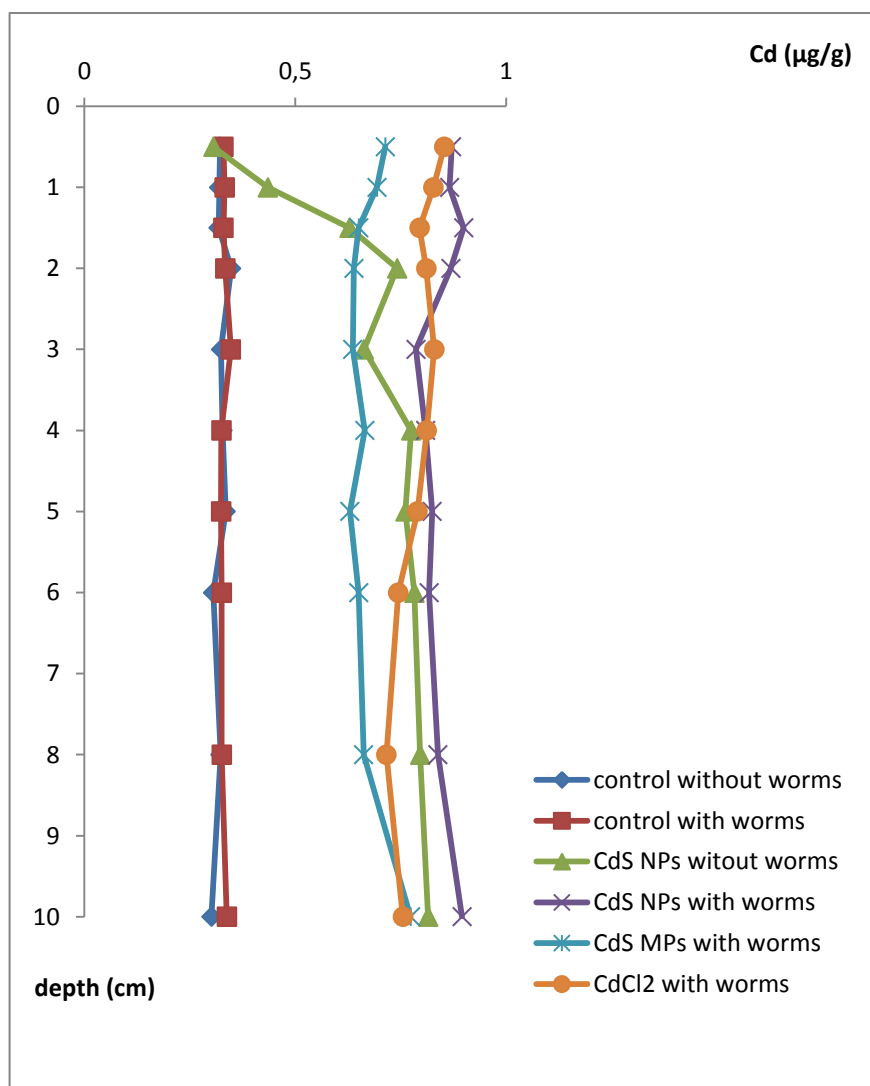 Cd (µg/g)
0 0,5 1
0
1
2
3
4
5
6
7
8
9
10
depth (cm)
control without worms
control with worms
CdS NPs witout worms
CdS NPs with worms
CdS MPs with worms
CdCl2 with worms